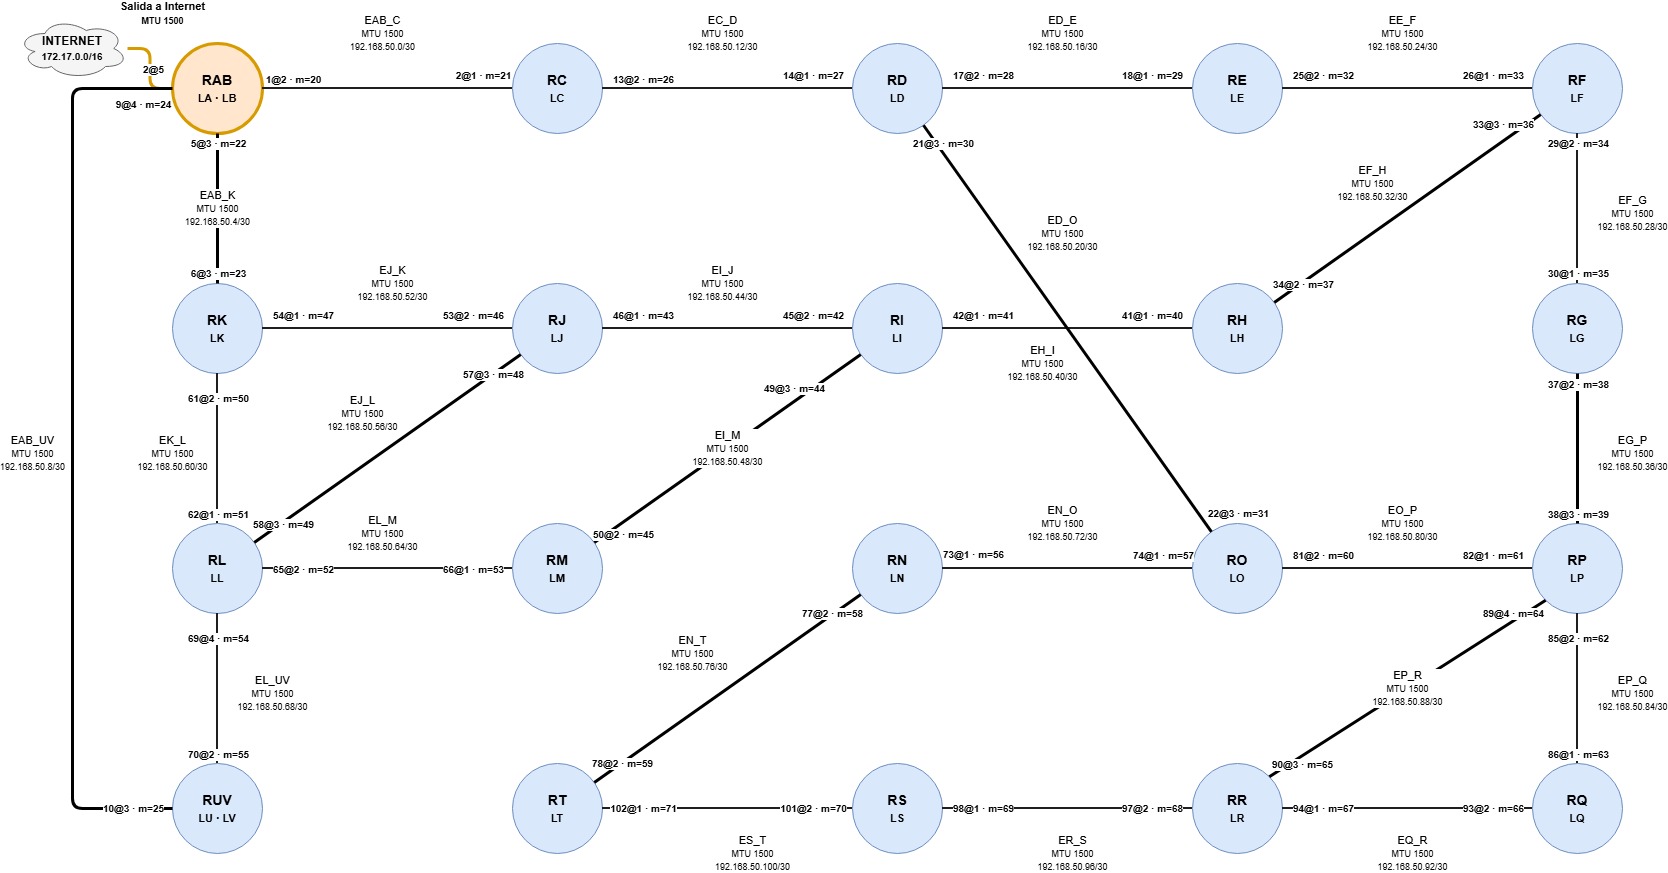 Salida a Internet
MTU 1500
INTERNET
172.17.0.0/16
2@5
RAB
LA · LB
9@4 · m=24
1@2 · m=20
EAB_C
MTU 1500
192.168.50.0/30
2@1 · m=21
RC
LC
13@2 · m=26
EC_D
MTU 1500
192.168.50.12/30
14@1 · m=27
RD
LD
17@2 · m=28
ED_E
MTU 1500
192.168.50.16/30
18@1 · m=29
RE
LE
25@2 · m=32
EE_F
MTU 1500
192.168.50.24/30
26@1 · m=33
RF
LF
5@3 · m=22
21@3 · m=30
33@3 · m=36
29@2 · m=34
EAB_K
MTU 1500
192.168.50.4/30
ED_O
MTU 1500
192.168.50.20/30
EF_H
MTU 1500
192.168.50.32/30
EF_G
MTU 1500
192.168.50.28/30
6@3 · m=23
34@2 · m=37
30@1 · m=35
RK
LK
54@1 · m=47
EJ_K
MTU 1500
192.168.50.52/30
53@2 · m=46
RJ
LJ
46@1 · m=43
EI_J
MTU 1500
192.168.50.44/30
45@2 · m=42
RI
LI
42@1 · m=41
EH_I
MTU 1500
192.168.50.40/30
41@1 · m=40
RH
LH
RG
LG
61@2 · m=50
57@3 · m=48
49@3 · m=44
37@2 · m=38
EAB_UV
MTU 1500
192.168.50.8/30
EK_L
MTU 1500
192.168.50.60/30
EJ_L
MTU 1500
192.168.50.56/30
EI_M
MTU 1500
192.168.50.48/30
EG_P
MTU 1500
192.168.50.36/30
62@1 · m=51
58@3 · m=49
50@2 · m=45
22@3 · m=31
38@3 · m=39
RL
LL
65@2 · m=52
EL_M
MTU 1500
192.168.50.64/30
66@1 · m=53
RM
LM
RN
LN
73@1 · m=56
EN_O
MTU 1500
192.168.50.72/30
74@1 · m=57
RO
LO
81@2 · m=60
EO_P
MTU 1500
192.168.50.80/30
82@1 · m=61
RP
LP
69@4 · m=54
77@2 · m=58
89@4 · m=64
85@2 · m=62
EL_UV
MTU 1500
192.168.50.68/30
EN_T
MTU 1500
192.168.50.76/30
EP_R
MTU 1500
192.168.50.88/30
EP_Q
MTU 1500
192.168.50.84/30
70@2 · m=55
78@2 · m=59
90@3 · m=65
86@1 · m=63
10@3 · m=25
RUV
LU · LV
RT
LT
102@1 · m=71
ES_T
MTU 1500
192.168.50.100/30
101@2 · m=70
RS
LS
98@1 · m=69
ER_S
MTU 1500
192.168.50.96/30
97@2 · m=68
RR
LR
94@1 · m=67
EQ_R
MTU 1500
192.168.50.92/30
93@2 · m=66
RQ
LQ